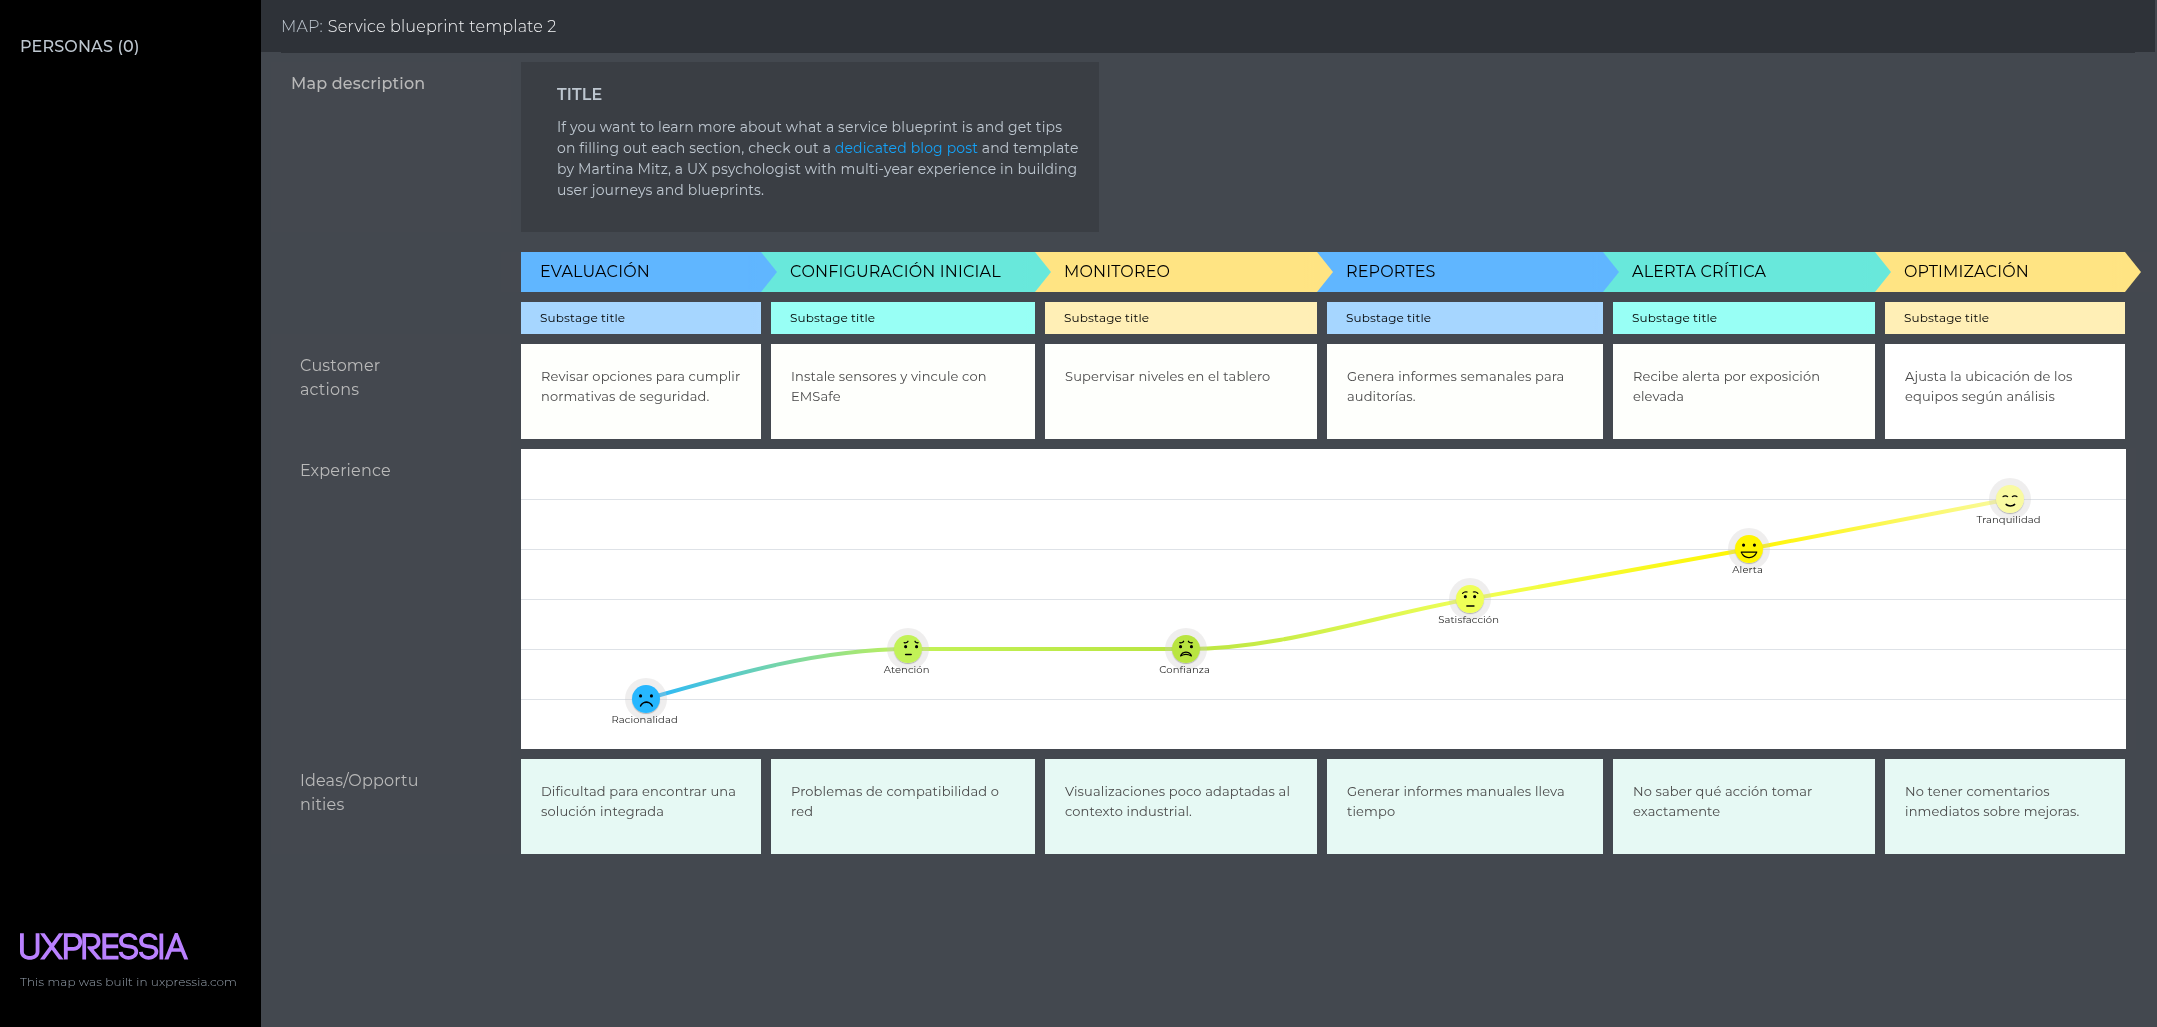 PERSONAS (0)
MAP: Service blueprint template 2
Map description
TITLE
If you want to learn more about what a service blueprint is and get tips
on filling out each section, check out a dedicated blog post and template
by Martina Mitz, a UX psychologist with multi-year experience in building
user journeys and blueprints.
EVALUACIÓN
CONFIGURACIÓN INICIAL
MONITOREO
REPORTES
ALERTA CRÍTICA
OPTIMIZACIÓN
Substage title
Substage title
Substage title
Substage title
Substage title
Substage title
Customer
actions
Revisar opciones para cumplir
normativas de seguridad.
Instale sensores y vincule con
EMSafe
Supervisar niveles en el tablero
Genera informes semanales para
auditorías.
Recibe alerta por exposición
elevada
Ajusta la ubicación de los
equipos según análisis
Experience
Racionalidad
Atención
Confianza
Satisfacción
Alerta
Tranquilidad
Ideas/Opportu
nities
Dificultad para encontrar una
solución integrada
Problemas de compatibilidad o
red
Visualizaciones poco adaptadas al
contexto industrial.
Generar informes manuales lleva
tiempo
No saber qué acción tomar
exactamente
No tener comentarios
inmediatos sobre mejoras.
UXPRESSIA
This map was built in uxpressia.com